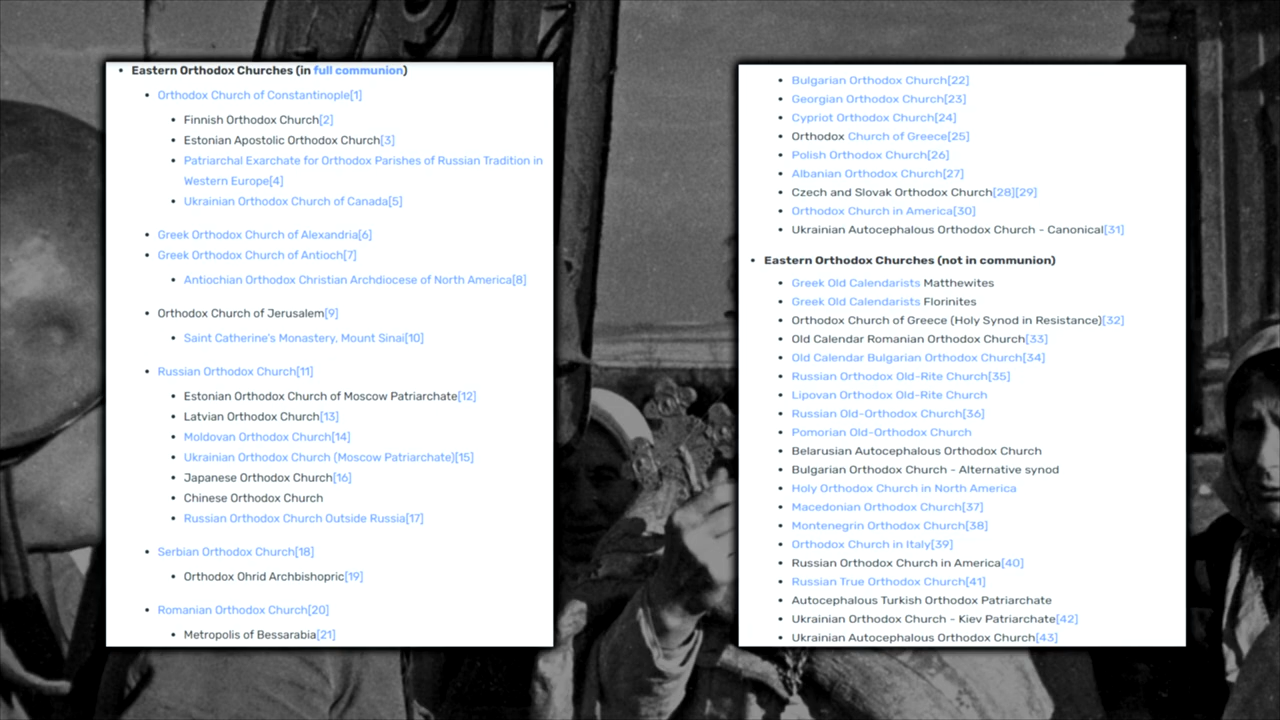 Eastern Orthodox Churches (in full communion)
Orthodox Church of Constantinople[1]
Finnish Orthodox Church[2]
Estonian Apostolic Orthodox Church[3]
Patriarchal Exarchate for Orthodox Parishes of Russian Tradition in
Western Europe[4]
Ukrainian Orthodox Church of Canada[5]
Greek Orthodox Church of Alexandria[6]
Greek Orthodox Church of Antioch[7]
Antiochian Orthodox Christian Archdiocese of North America[8]
Orthodox Church of Jerusalem[9]
Saint Catherine's Monastery, Mount Sinai[10]
Russian Orthodox Church[11]
Estonian Orthodox Church of Moscow Patriarchate[12]
Latvian Orthodox Church[13]
Moldovan Orthodox Church[14]
Ukrainian Orthodox Church (Moscow Patriarchate)[15]
Japanese Orthodox Church[16]
Chinese Orthodox Church
Russian Orthodox Church Outside Russia[17]
Serbian Orthodox Church[18]
Orthodox Ohrid Archbishopric[19]
Romanian Orthodox Church[20]
Metropolis of Bessarabia[21]
Bulgarian Orthodox Church[22]
Georgian Orthodox Church[23]
Cypriot Orthodox Church[24]
Orthodox Church of Greece[25]
Polish Orthodox Church[26]
Albanian Orthodox Church[27]
Czech and Slovak Orthodox Church[28][29]
Orthodox Church in America[30]
Ukrainian Autocephalous Orthodox Church - Canonical[31]
Eastern Orthodox Churches (not in communion)
Greek Old Calendarists Matthewites
Greek Old Calendarists Florinites
Orthodox Church of Greece (Holy Synod in Resistance)[32]
Old Calendar Romanian Orthodox Church[33]
Old Calendar Bulgarian Orthodox Church[34]
Russian Orthodox Old-Rite Church[35]
Lipovan Orthodox Old-Rite Church
Russian Old-Orthodox Church[36]
Pomorian Old-Orthodox Church
Belarusian Autocephalous Orthodox Church
Bulgarian Orthodox Church - Alternative synod
Holy Orthodox Church in North America
Macedonian Orthodox Church[37]
Montenegrin Orthodox Church[38]
Orthodox Church in Italy[39]
Russian Orthodox Church in America[40]
Russian True Orthodox Church[41]
Autocephalous Turkish Orthodox Patriarchate
Ukrainian Orthodox Church - Kiev Patriarchate[42]
Ukrainian Autocephalous Orthodox Church[43]